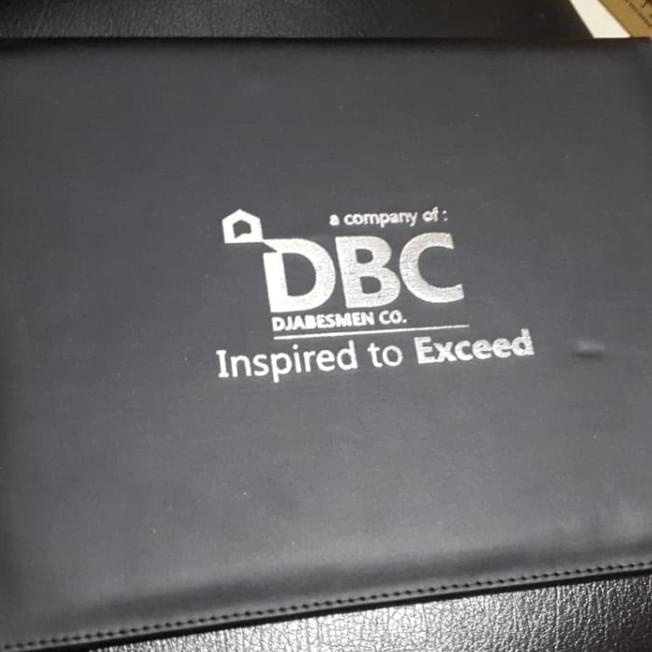 a company of :
DBC
DJABESMEN CO.
Inspired to Exceed